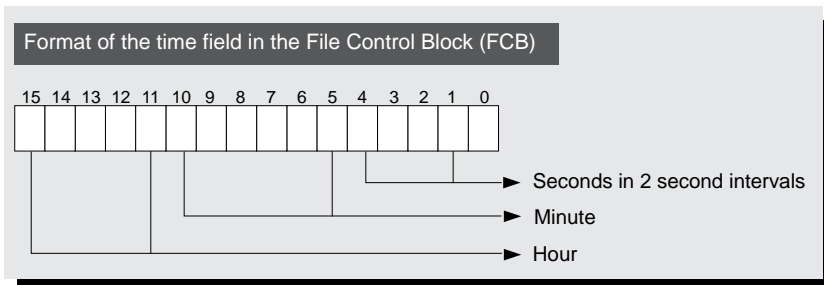 Format of the time field in the File Control Block (FCB)
15 14 13 12 11 10 9 8 7 6 5 4 3 2 1 0
Seconds in 2 second intervals
Minute
Hour